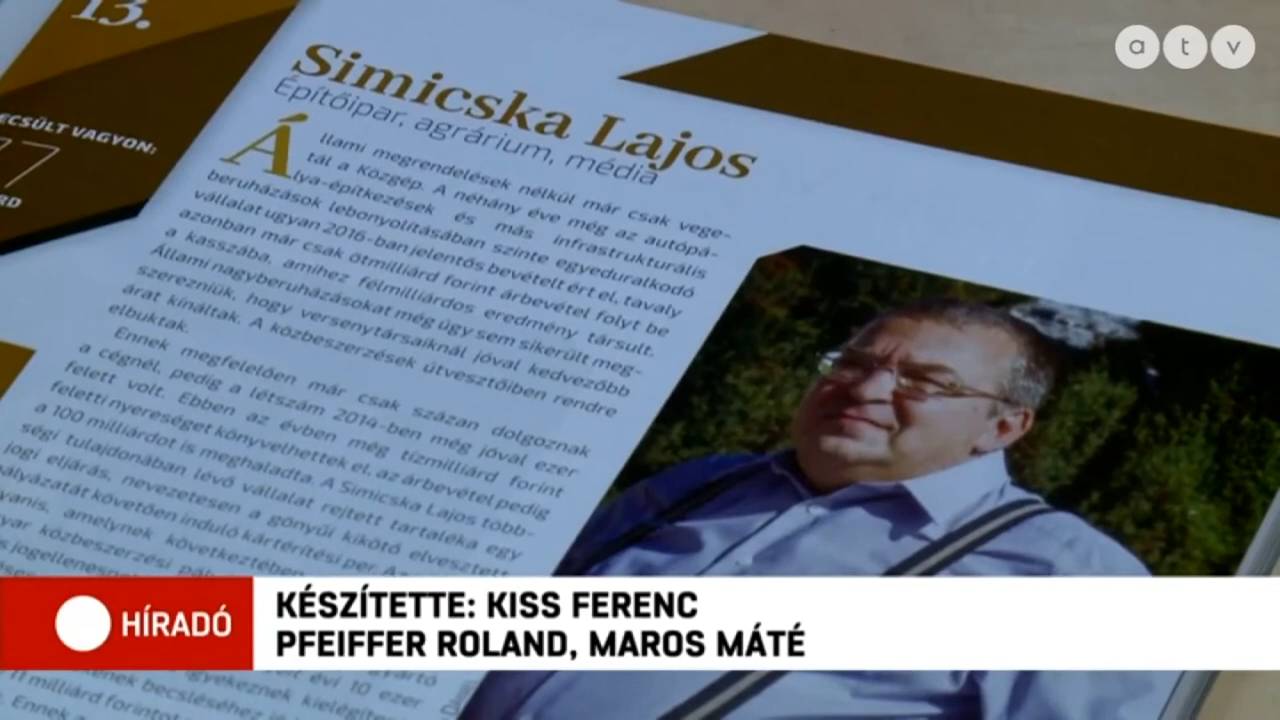 13.
ECSÜLT VAGYON:
RD
a t v
Simicska Lajos
Építőipar, agrárium, média
Állami megrendelések nélkül már csak vege-
tál a Közgép. A néhány éve még az autópá-
lya-építkezések és más infrastrukturális
beruházások lebonyolításában szinte egyeduralkodó
vállalat ugyan 2016-ban jelentős bevételt ért el, tavaly
azonban már csak ötmilliárd forint árbevétel folyt be
a kasszába, amihez félmilliárdos eredmény társult.
Állami nagyberuházásokat még úgy sem sikerült meg-
szerezniük, hogy versenytársaiknál jóval kedvezőbb
árat kínáltak. A közbeszerzések útvesztőiben rendre
elbuktak.
Ennek megfelelően már csak százan dolgoznak
a cégnél, pedig a létszám 2014-ben még jóval ezer
felett volt. Ebben az évben még tízmilliárd forint
feletti nyereséget könyvelhettek el, az árbevétel pedig
a 100 milliárdot is meghaladta. A Simicska Lajos több-
ségi tulajdonában lévő vállalat rejtett tartaléka egy
jogi eljárás, nevezetesen a gönyűi kikötő elvesztett
pályázatát követően induló kártérítési per. A
amelynek következtében
közbeszerzési
HÍRADÓ
KÉSZÍTETTE: KISS FERENC
PFEIFFER ROLAND, MAROS MÁTÉ
évi 10 ezer
milliárd forintot
Ennek a